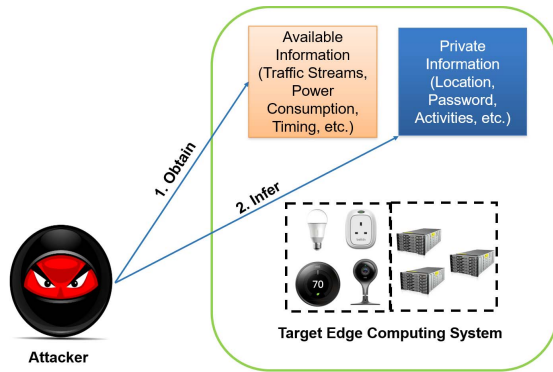 Available
Information
(Traffic Streams,
Power
Consumption,
Timing, etc.)
Private
Information
(Location,
Password,
Activities, etc.)
1. Obtain
2. Infer
70
Target Edge Computing System
Attacker